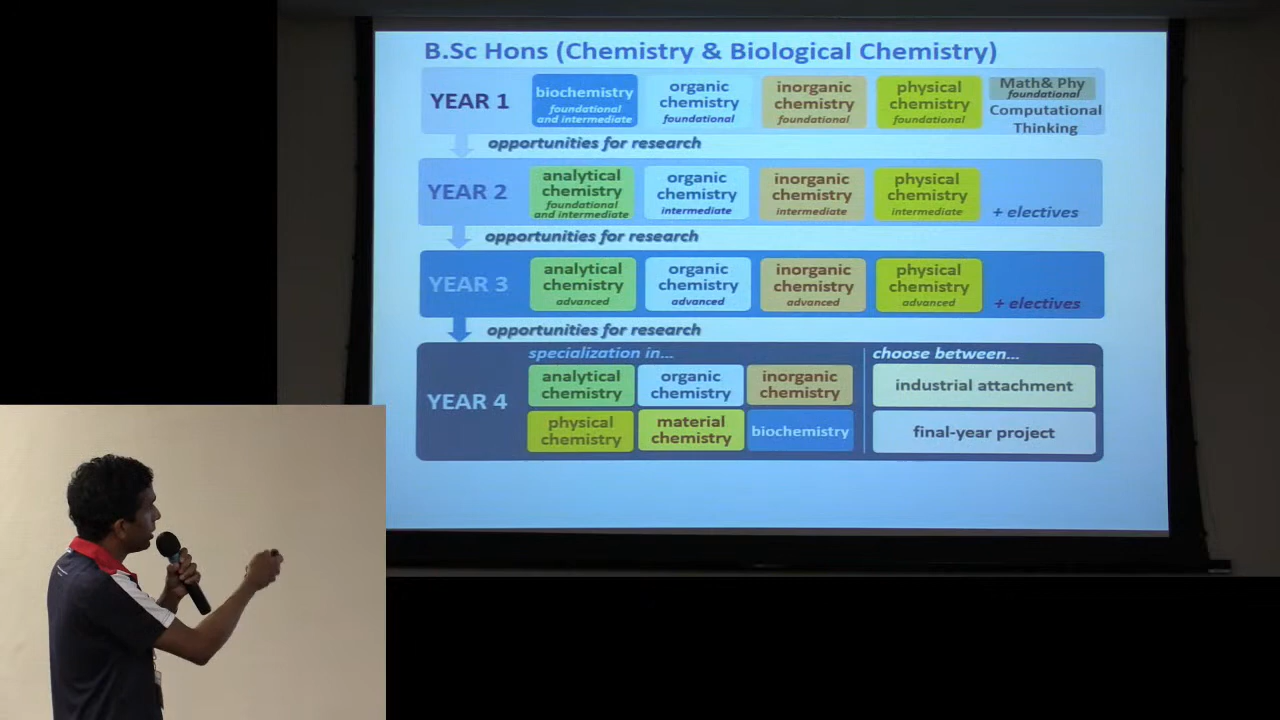 B.Sc Hons (Chemistry & Biological Chemistry)
YEAR 1
biochemistry
foundational
and intermediate
organic
chemistry
foundational
inorganic
chemistry
foundational
physical
chemistry
foundational
Math& Phy
foundational
Computational
Thinking
opportunities for research
YEAR 2
analytical
chemistry
foundational
and intermediate
organic
chemistry
intermediate
inorganic
chemistry
intermediate
physical
chemistry
intermediate
+ electives
opportunities for research
YEAR 3
analytical
chemistry
advanced
organic
chemistry
advanced
inorganic
chemistry
advanced
physical
chemistry
advanced
+ electives
opportunities for research
YEAR 4
specialization in...
analytical
chemistry
organic
chemistry
inorganic
chemistry
physical
chemistry
material
chemistry
biochemistry
choose between...
industrial attachment
final-year project